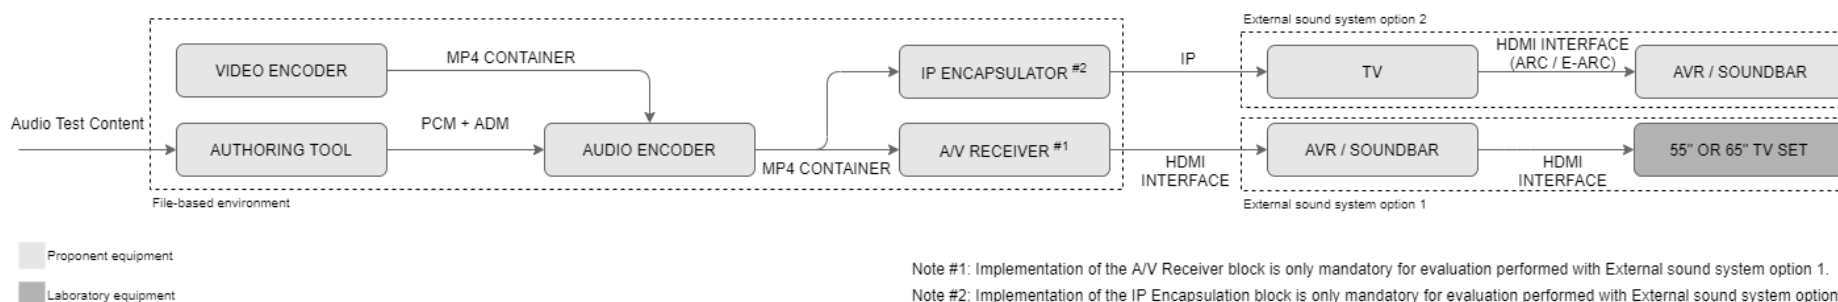 External sound system option 2
VIDEO ENCODER
MP4 CONTAINER
IP ENCAPSULATOR #2
IP
TV
HDMI INTERFACE
(ARC / E-ARC)
AVR / SOUNDBAR
Audio Test Content
AUTHORING TOOL
PCM + ADM
AUDIO ENCODER
MP4 CONTAINER
A/V RECEIVER #1
HDMI
INTERFACE
AVR / SOUNDBAR
HDMI
INTERFACE
55" OR 65" TV SET
File-based environment
External sound system option 1
Proponent equipment
Laboratory equipment
Note #1: Implementation of the A/V Receiver block is only mandatory for evaluation performed with External sound system option 1.
Note #2: Implementation of the IP Encapsulation block is only mandatory for evaluation performed with External sound system option